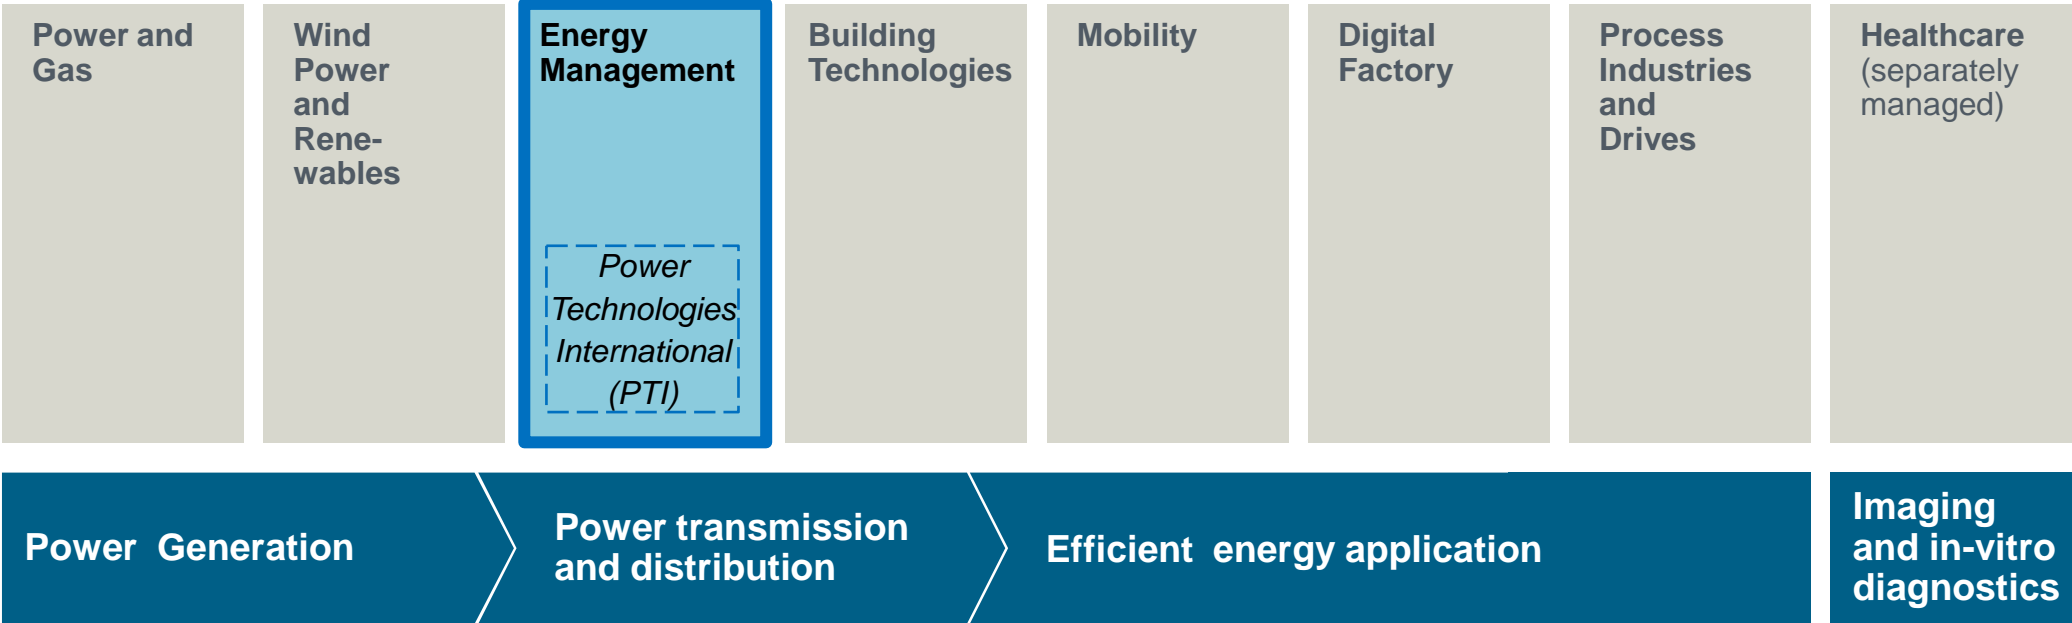 Power and
Gas
Wind
Power
and
Rene-
wables
Energy
Management
Power
Technologies
International
(PTI)
Building
Technologies
Mobility
Digital
Factory
Process
Industries
and
Drives
Healthcare
(separately
managed)
Power Generation
Power transmission
and distribution
Efficient energy application
Imaging
and in-vitro
diagnostics